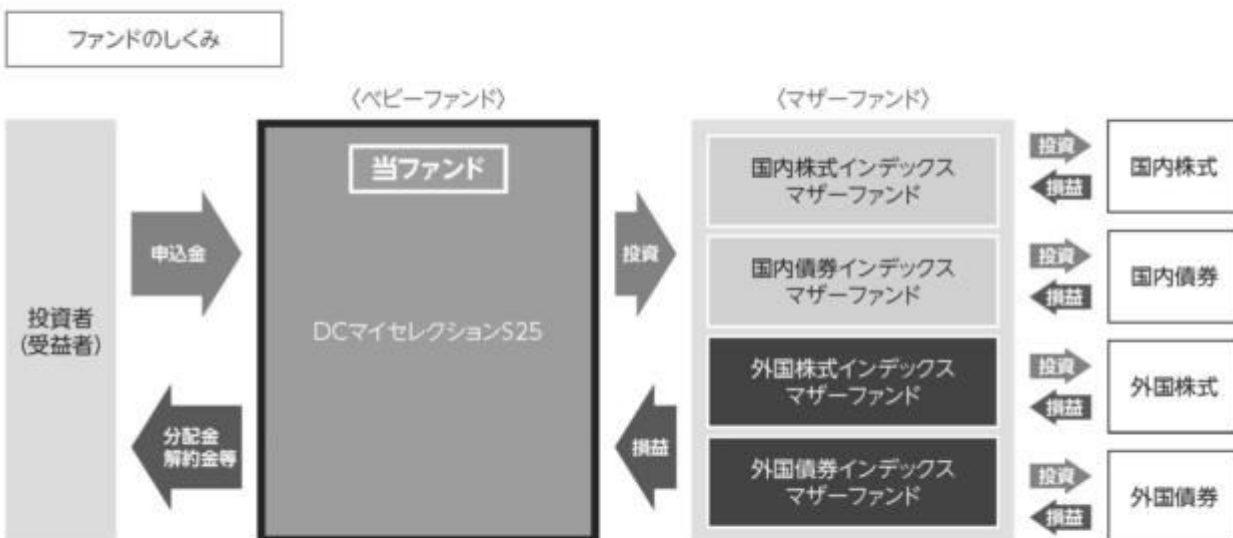 ファンドのしくみ
〈ベビーファンド〉
〈マザーファンド〉
投資者
(受益者)
申込金
分配金
解約金等
当ファンド
DCマイセレクションS25
投資
損益
国内株式インデックス
マザーファンド
国内債券インデックス
マザーファンド
外国株式インデックス
マザーファンド
外国債券インデックス
マザーファンド
投資
損益
国内株式
投資
損益
国内債券
投資
損益
外国株式
投資
損益
外国債券